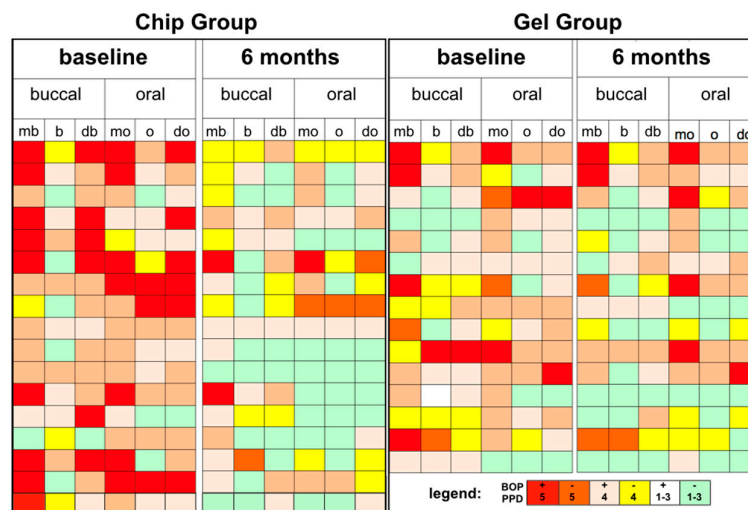 Chip Group Gel Group
baseline 6 months baseline 6 months
buccal oral buccal oral buccal oral buccal oral
mb b db mo o do mb b db mo o do mb b db mo o do mb b db mo o do
legend: BOP + - + - + -
PPD 5 5 4 4 1-3 1-3